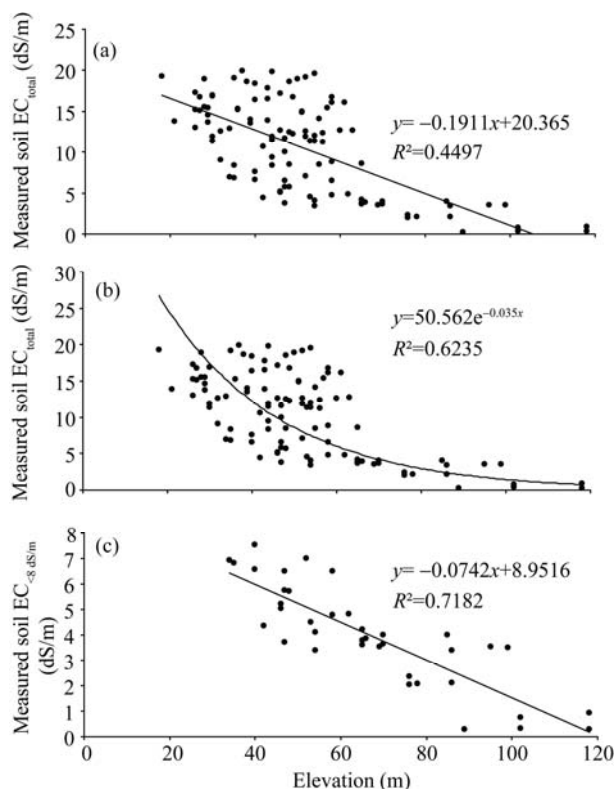 (a)
Measured soil EC_total (dS/m)
25
20
15
10
5
0
y= −0.1911x+20.365
R²=0.4497
(b)
Measured soil EC_total (dS/m)
30
25
20
15
10
5
0
y=50.562e^−0.035x
R²=0.6235
(c)
Measured soil EC_<8 dS/m
(dS/m)
8
7
6
5
4
3
2
1
0
y= −0.0742x+8.9516
R²=0.7182
0 20 40 60 80 100 120
Elevation (m)